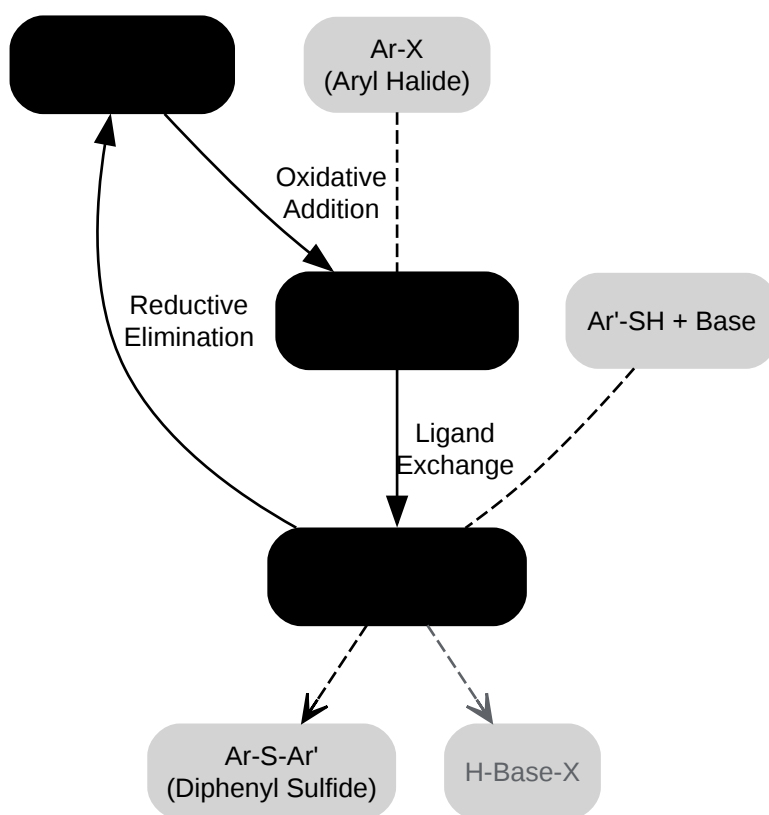 Ar-X
(Aryl Halide)
Oxidative
Addition
Reductive
Elimination
Ar'-SH + Base
Ligand
Exchange
Ar-S-Ar'
(Diphenyl Sulfide)
H-Base-X